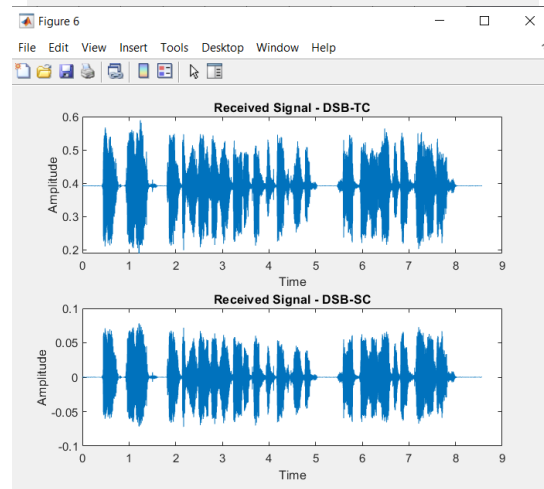 Figure 6
File Edit View Insert Tools Desktop Window Help
Received Signal - DSB-TC
0.6
0.5
0.4
0.3
0.2
Amplitude
0 1 2 3 4 5 6 7 8 9
Time
Received Signal - DSB-SC
0.1
0.05
0
-0.05
-0.1
Amplitude
0 1 2 3 4 5 6 7 8 9
Time